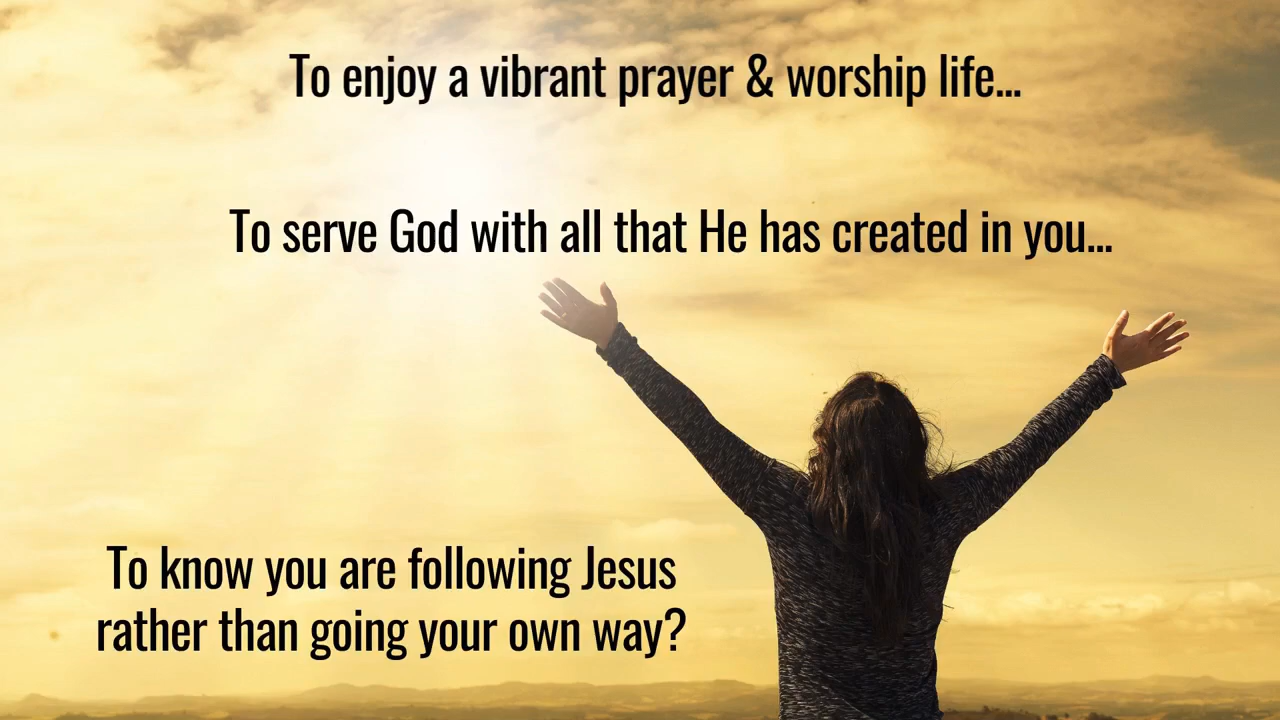 To enjoy a vibrant prayer & worship life...
To serve God with all that He has created in you...
To know you are following Jesus
rather than going your own way?